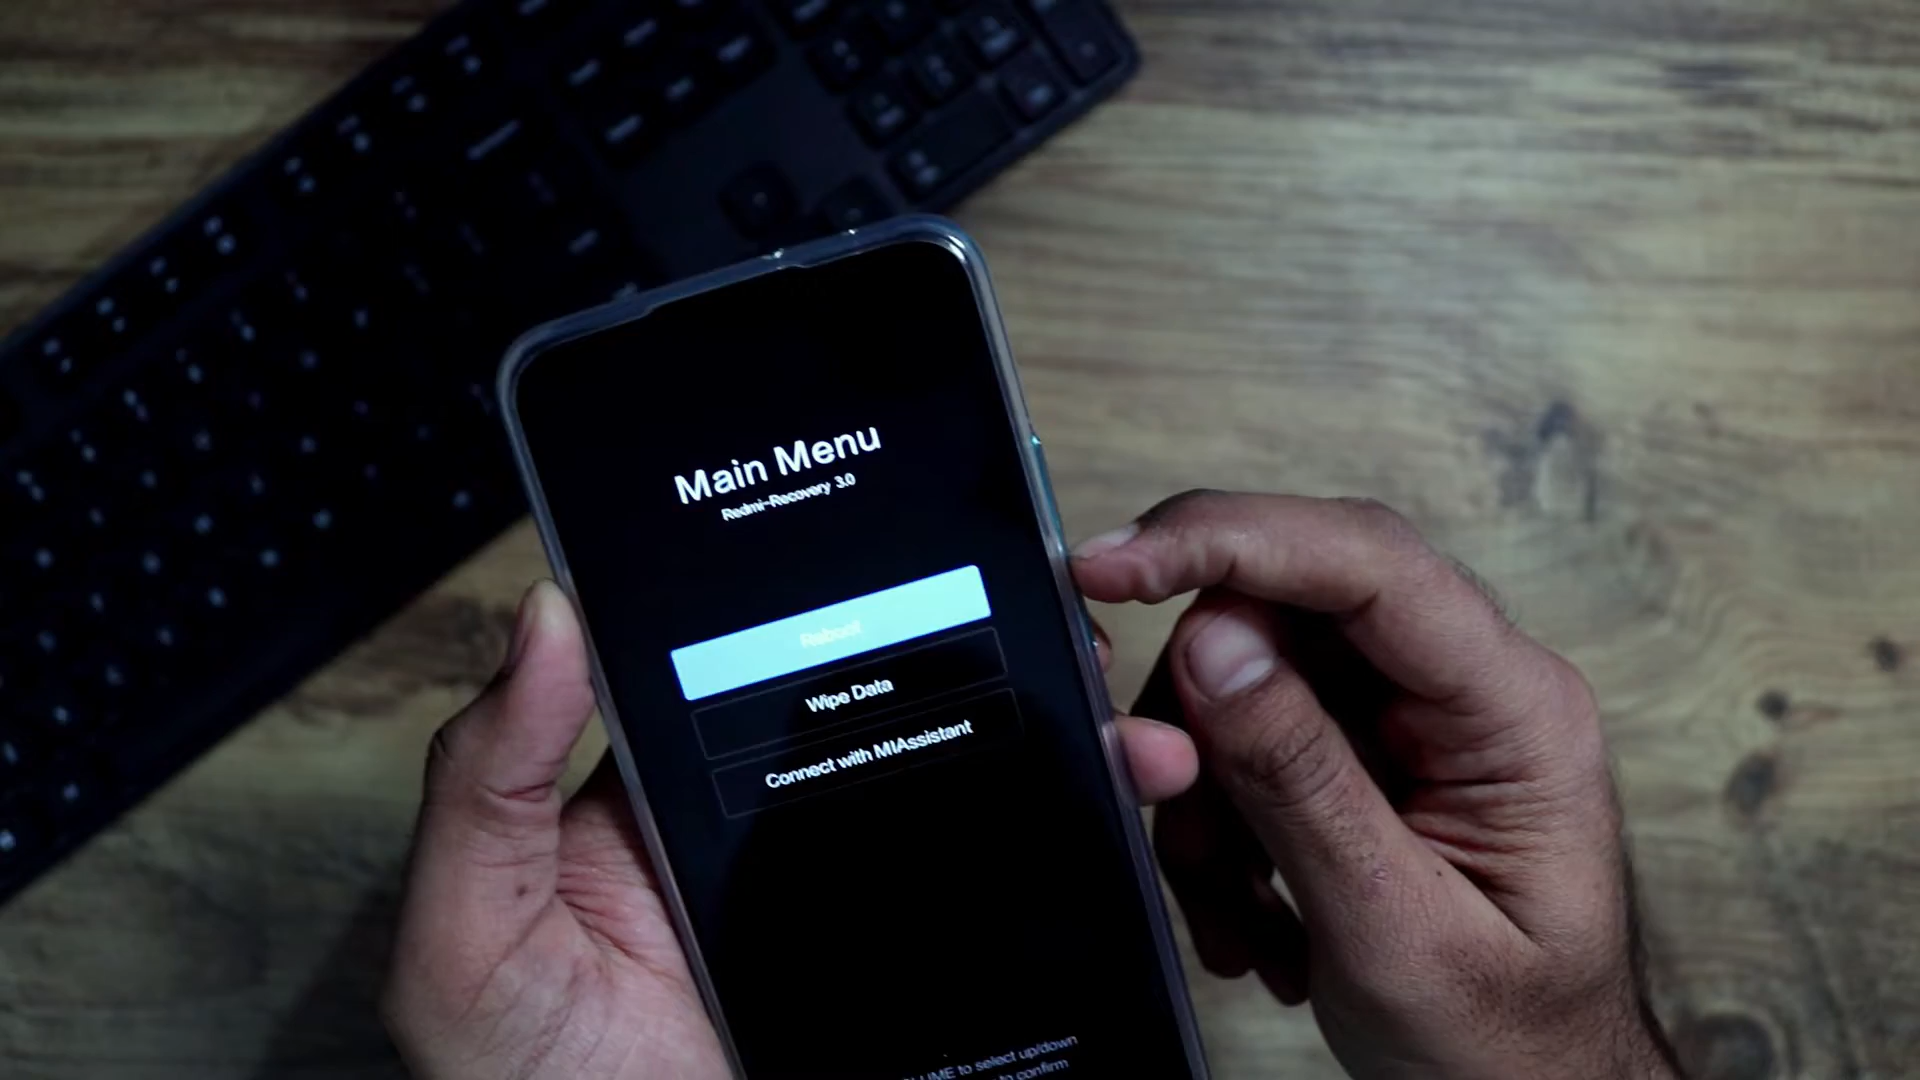 Main Menu
Redmi-Recovery 3.0
Reboot
Wipe Data
Connect with MIAssistant
to select up/down
to confirm